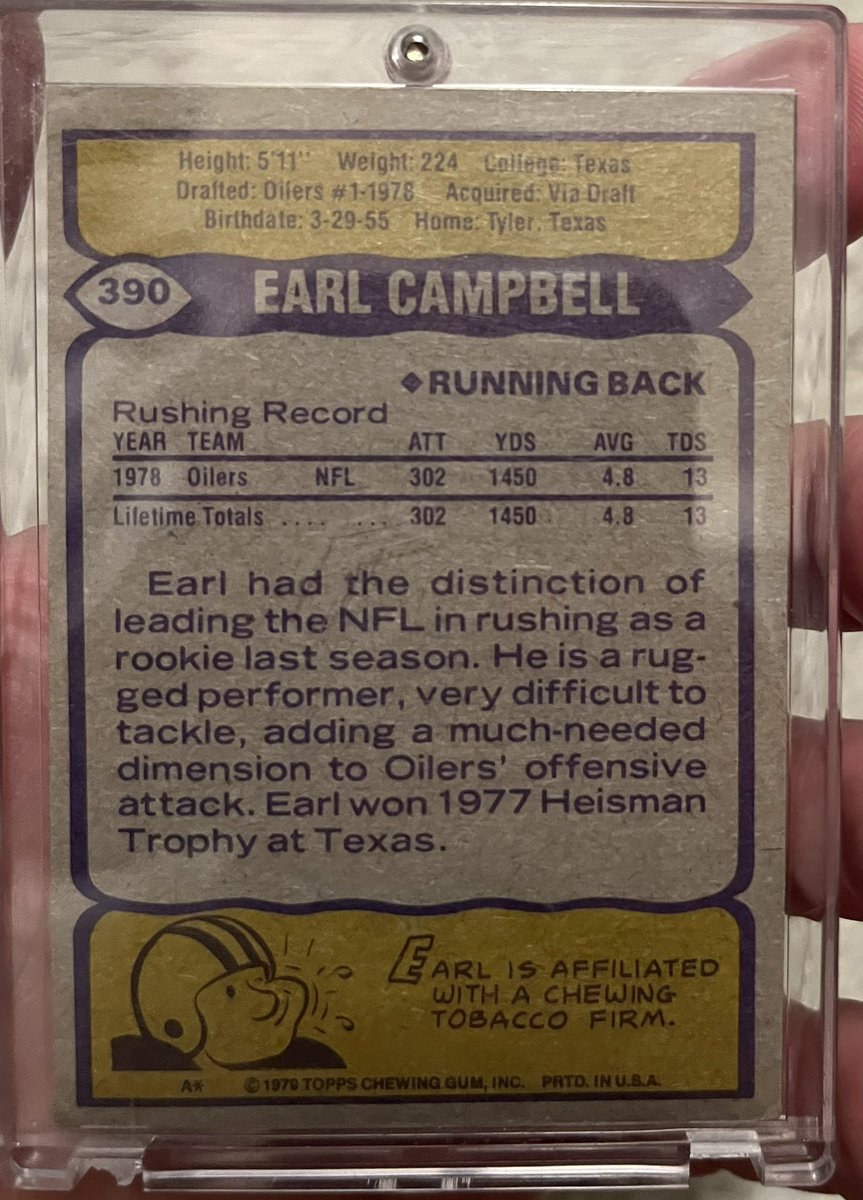 Height: 5'11" Weight: 224 College: Texas
Drafted: Oilers #1-1978 Acquired: Via Draft
Birthdate: 3-29-55 Home: Tyler, Texas
390 EARL CAMPBELL
◆RUNNING BACK
Rushing Record
YEAR TEAM ATT YDS AVG TDS
1978 Oilers NFL 302 1450 4.8 13
Lifetime Totals .... .... 302 1450 4.8 13
Earl had the distinction of
leading the NFL in rushing as a
rookie last season. He is a rug-
ged performer, very difficult to
tackle, adding a much-needed
dimension to Oilers' offensive
attack. Earl won 1977 Heisman
Trophy at Texas.
EARL IS AFFILIATED
WITH A CHEWING
TOBACCO FIRM.
A* © 1979 TOPPS CHEWING GUM, INC. PRTD. IN U.S.A.